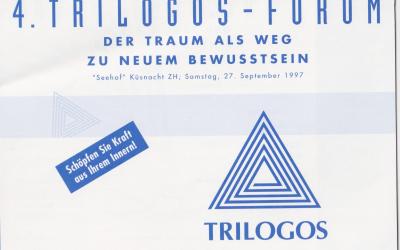 4. TRILOGOS-FORUM
DER TRAUM ALS WEG
ZU NEUEM BEWUSSTSEIN
"Seehof" Küsnacht ZH; Samstag, 27. September 1997
Schöpfen Sie Kraft
aus Ihrem Innern!
TRILOGOS